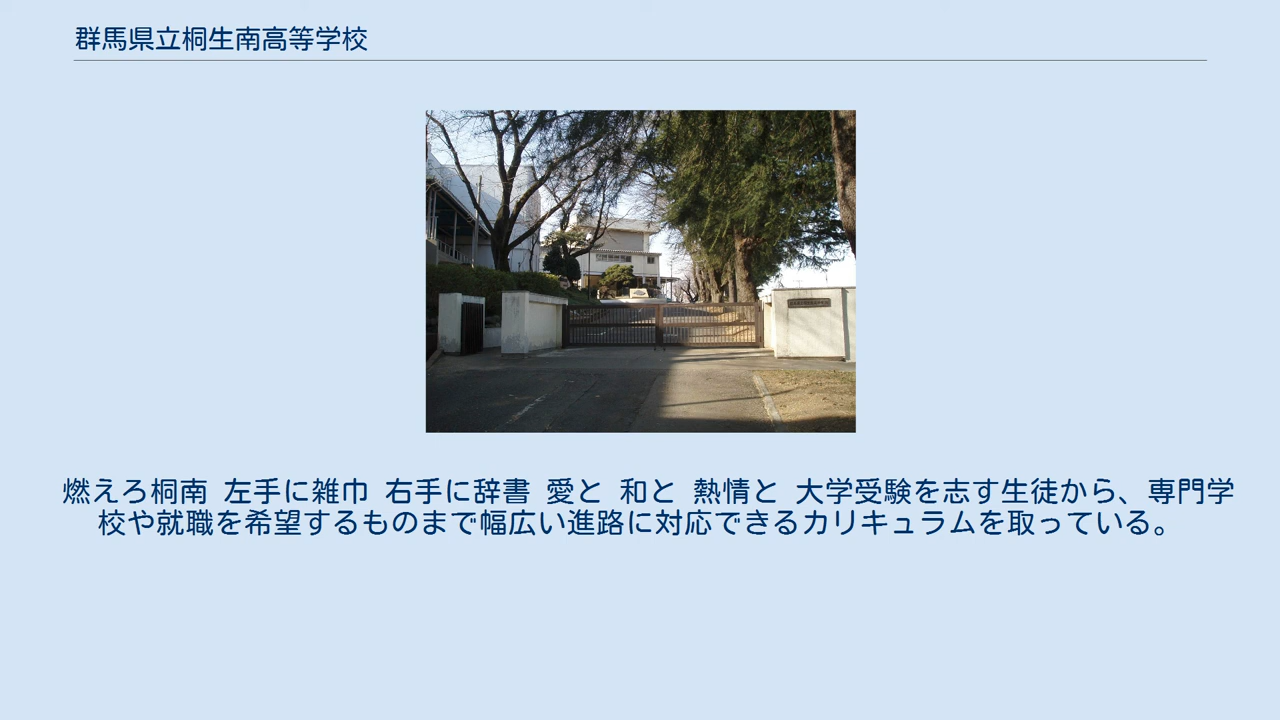 群馬県立桐生南高等学校
燃えろ桐南 左手に雑巾 右手に辞書 愛と 和と 熱情と 大学受験を志す生徒から、専門学
校や就職を希望するものまで幅広い進路に対応できるカリキュラムを取っている。